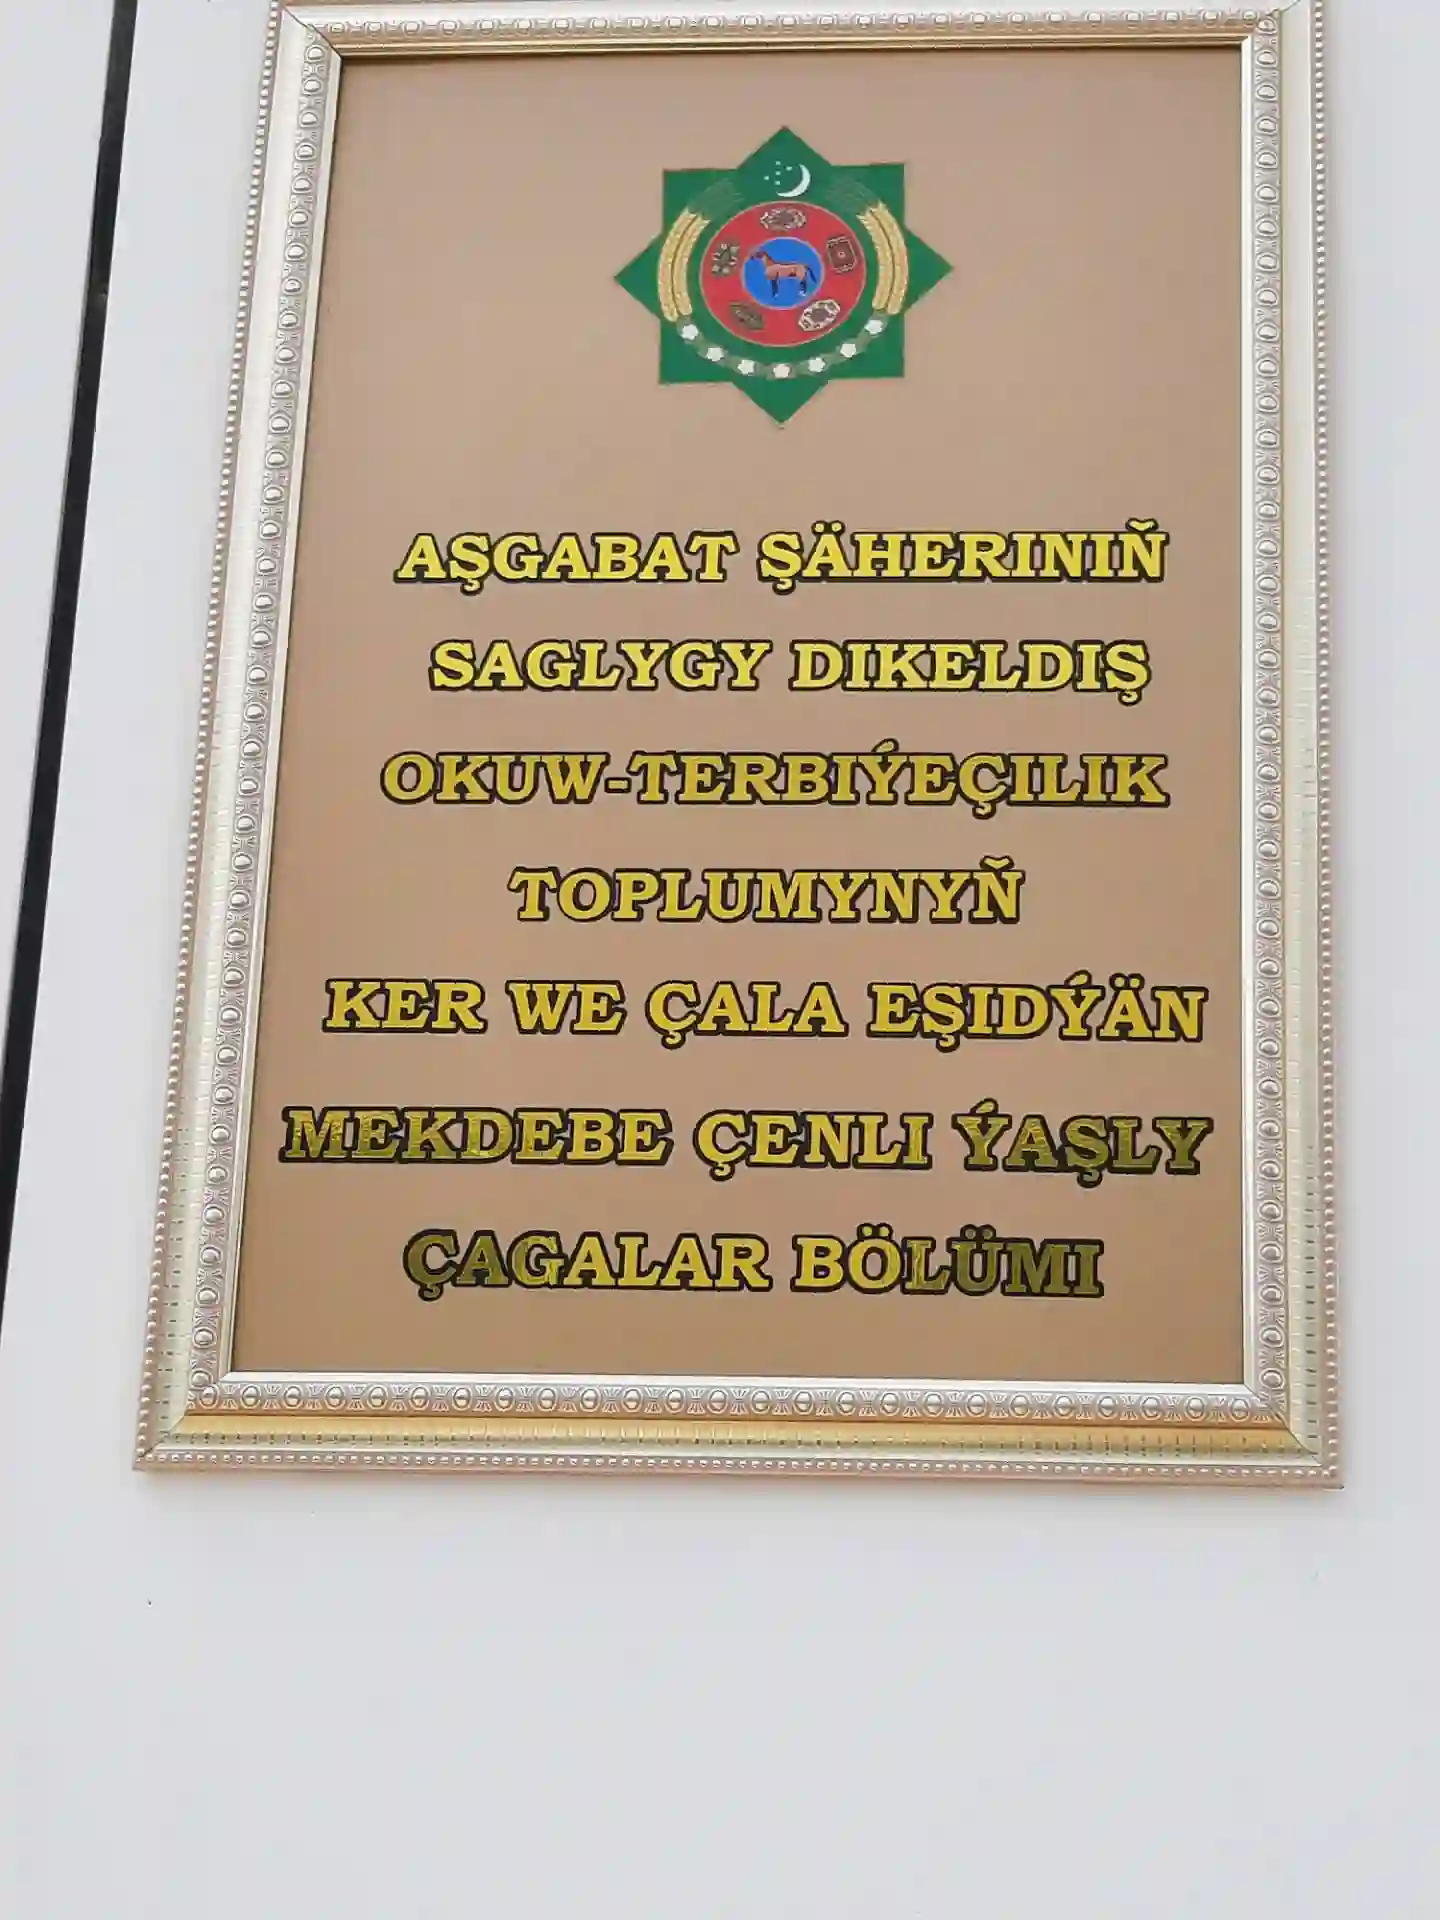 AŞGABAT ŞÄHERINIŇ
SAGLYGY DIKELDIŞ
OKUW-TERBIÝEÇILIK
TOPLUMYNYŇ
KER WE ÇALA EŞIDÝÄN
MEKDEBE ÇENLI ÝAŞLY
ÇAGALAR BÖLÜMI